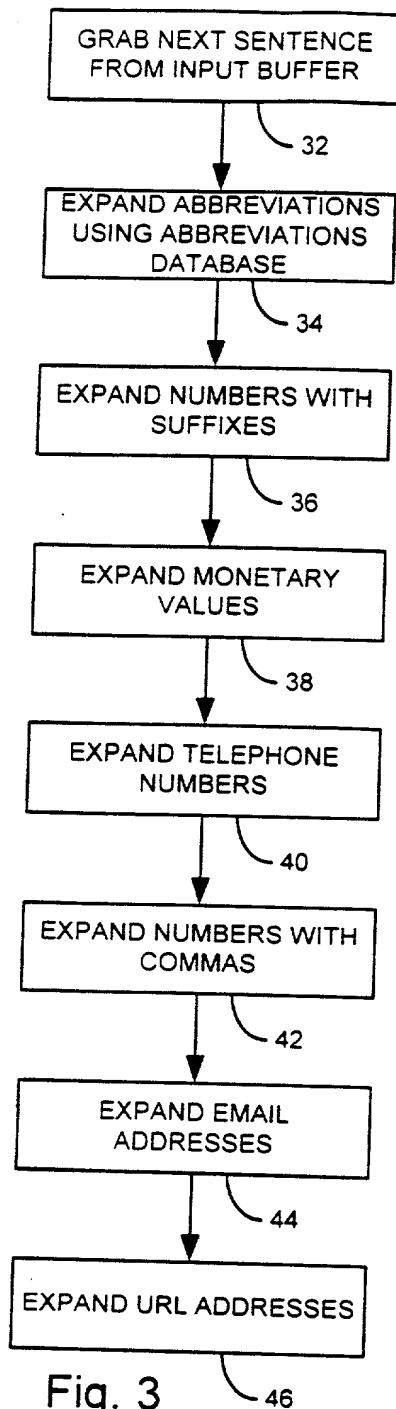 GRAB NEXT SENTENCE
FROM INPUT BUFFER
32
EXPAND ABBREVIATIONS
USING ABBREVIATIONS
DATABASE
34
EXPAND NUMBERS WITH
SUFFIXES
36
EXPAND MONETARY
VALUES
38
EXPAND TELEPHONE
NUMBERS
40
EXPAND NUMBERS WITH
COMMAS
42
EXPAND EMAIL
ADDRESSES
44
EXPAND URL ADDRESSES
46
Fig. 3